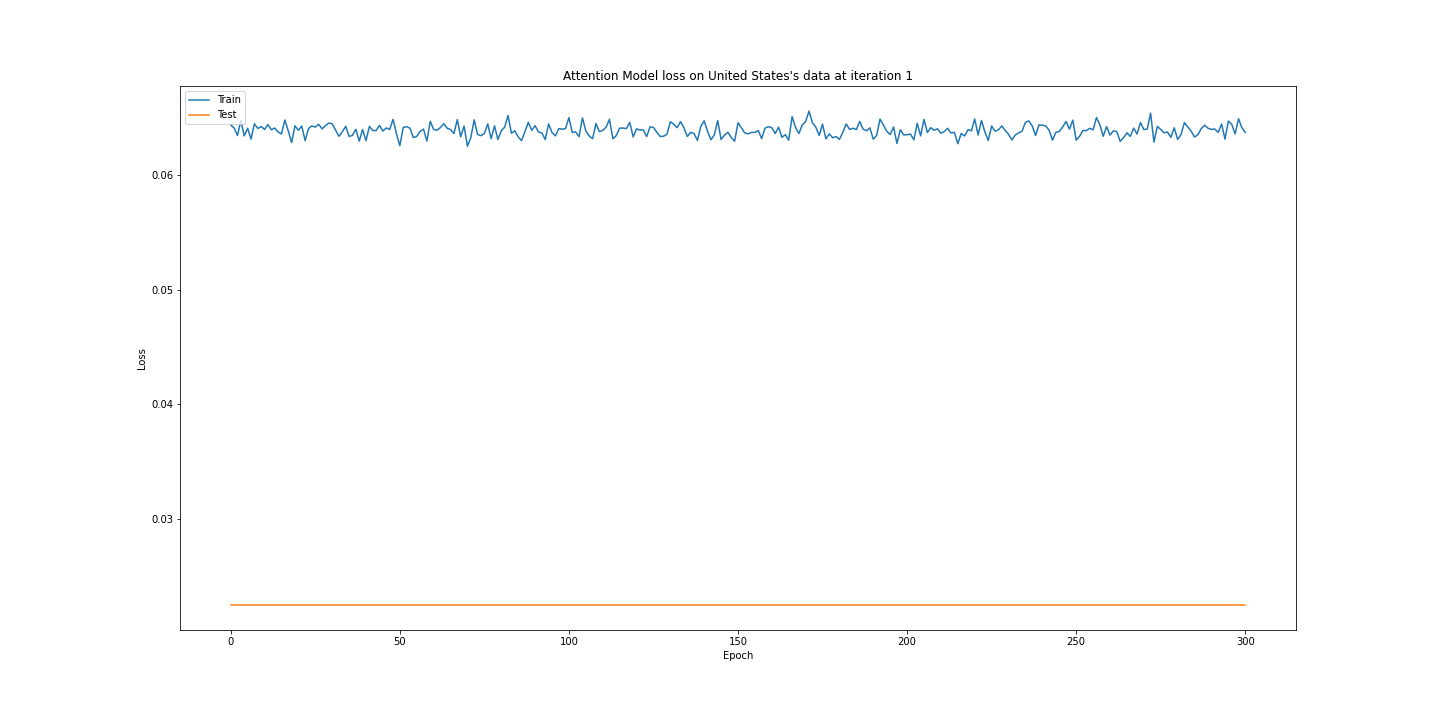 Attention Model loss on United States's data at iteration 1
Train
Test
0.06
0.05
0.04
0.03
Loss
0
50
100
150
200
250
300
Epoch